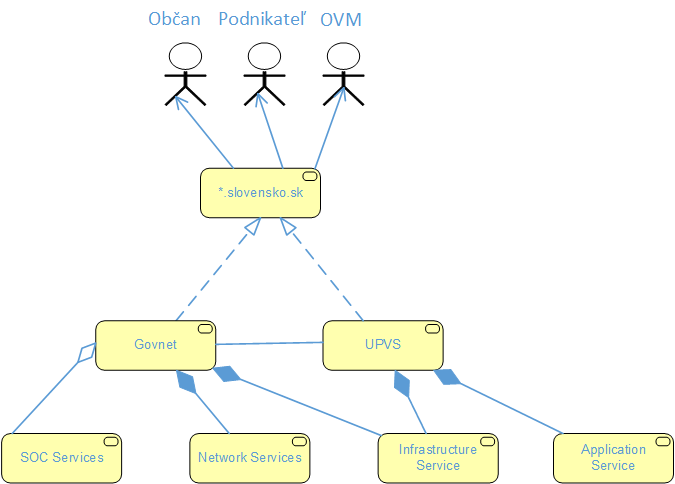 Občan Podnikateľ OVM
*.slovensko.sk
Govnet UPVS
SOC Services Network Services Infrastructure Application
Service Service